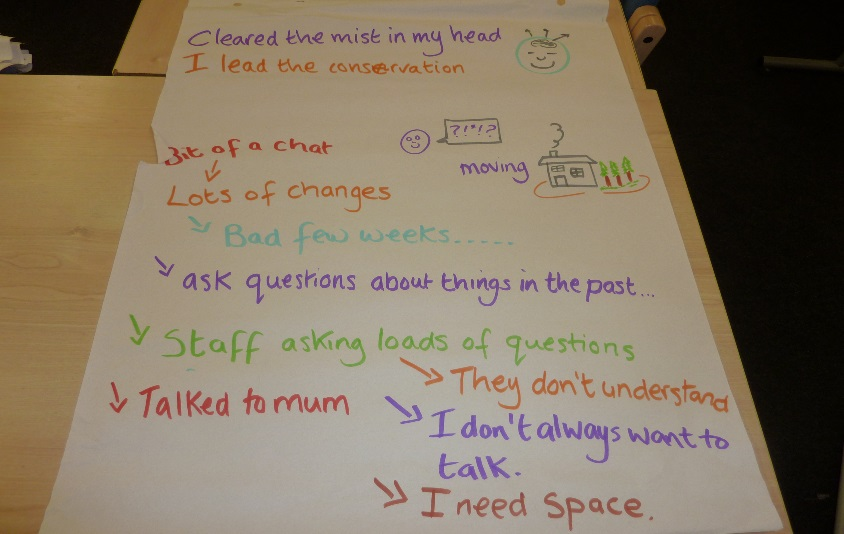 Cleared the mist in my head
I lead the conservation
?!*!?
Bit of a chat
moving
Lots of changes
Bad few weeks......
ask questions about things in the past...
Staff asking loads of questions
They don't understand
Talked to mum
I don't always want to
talk.
I need space.